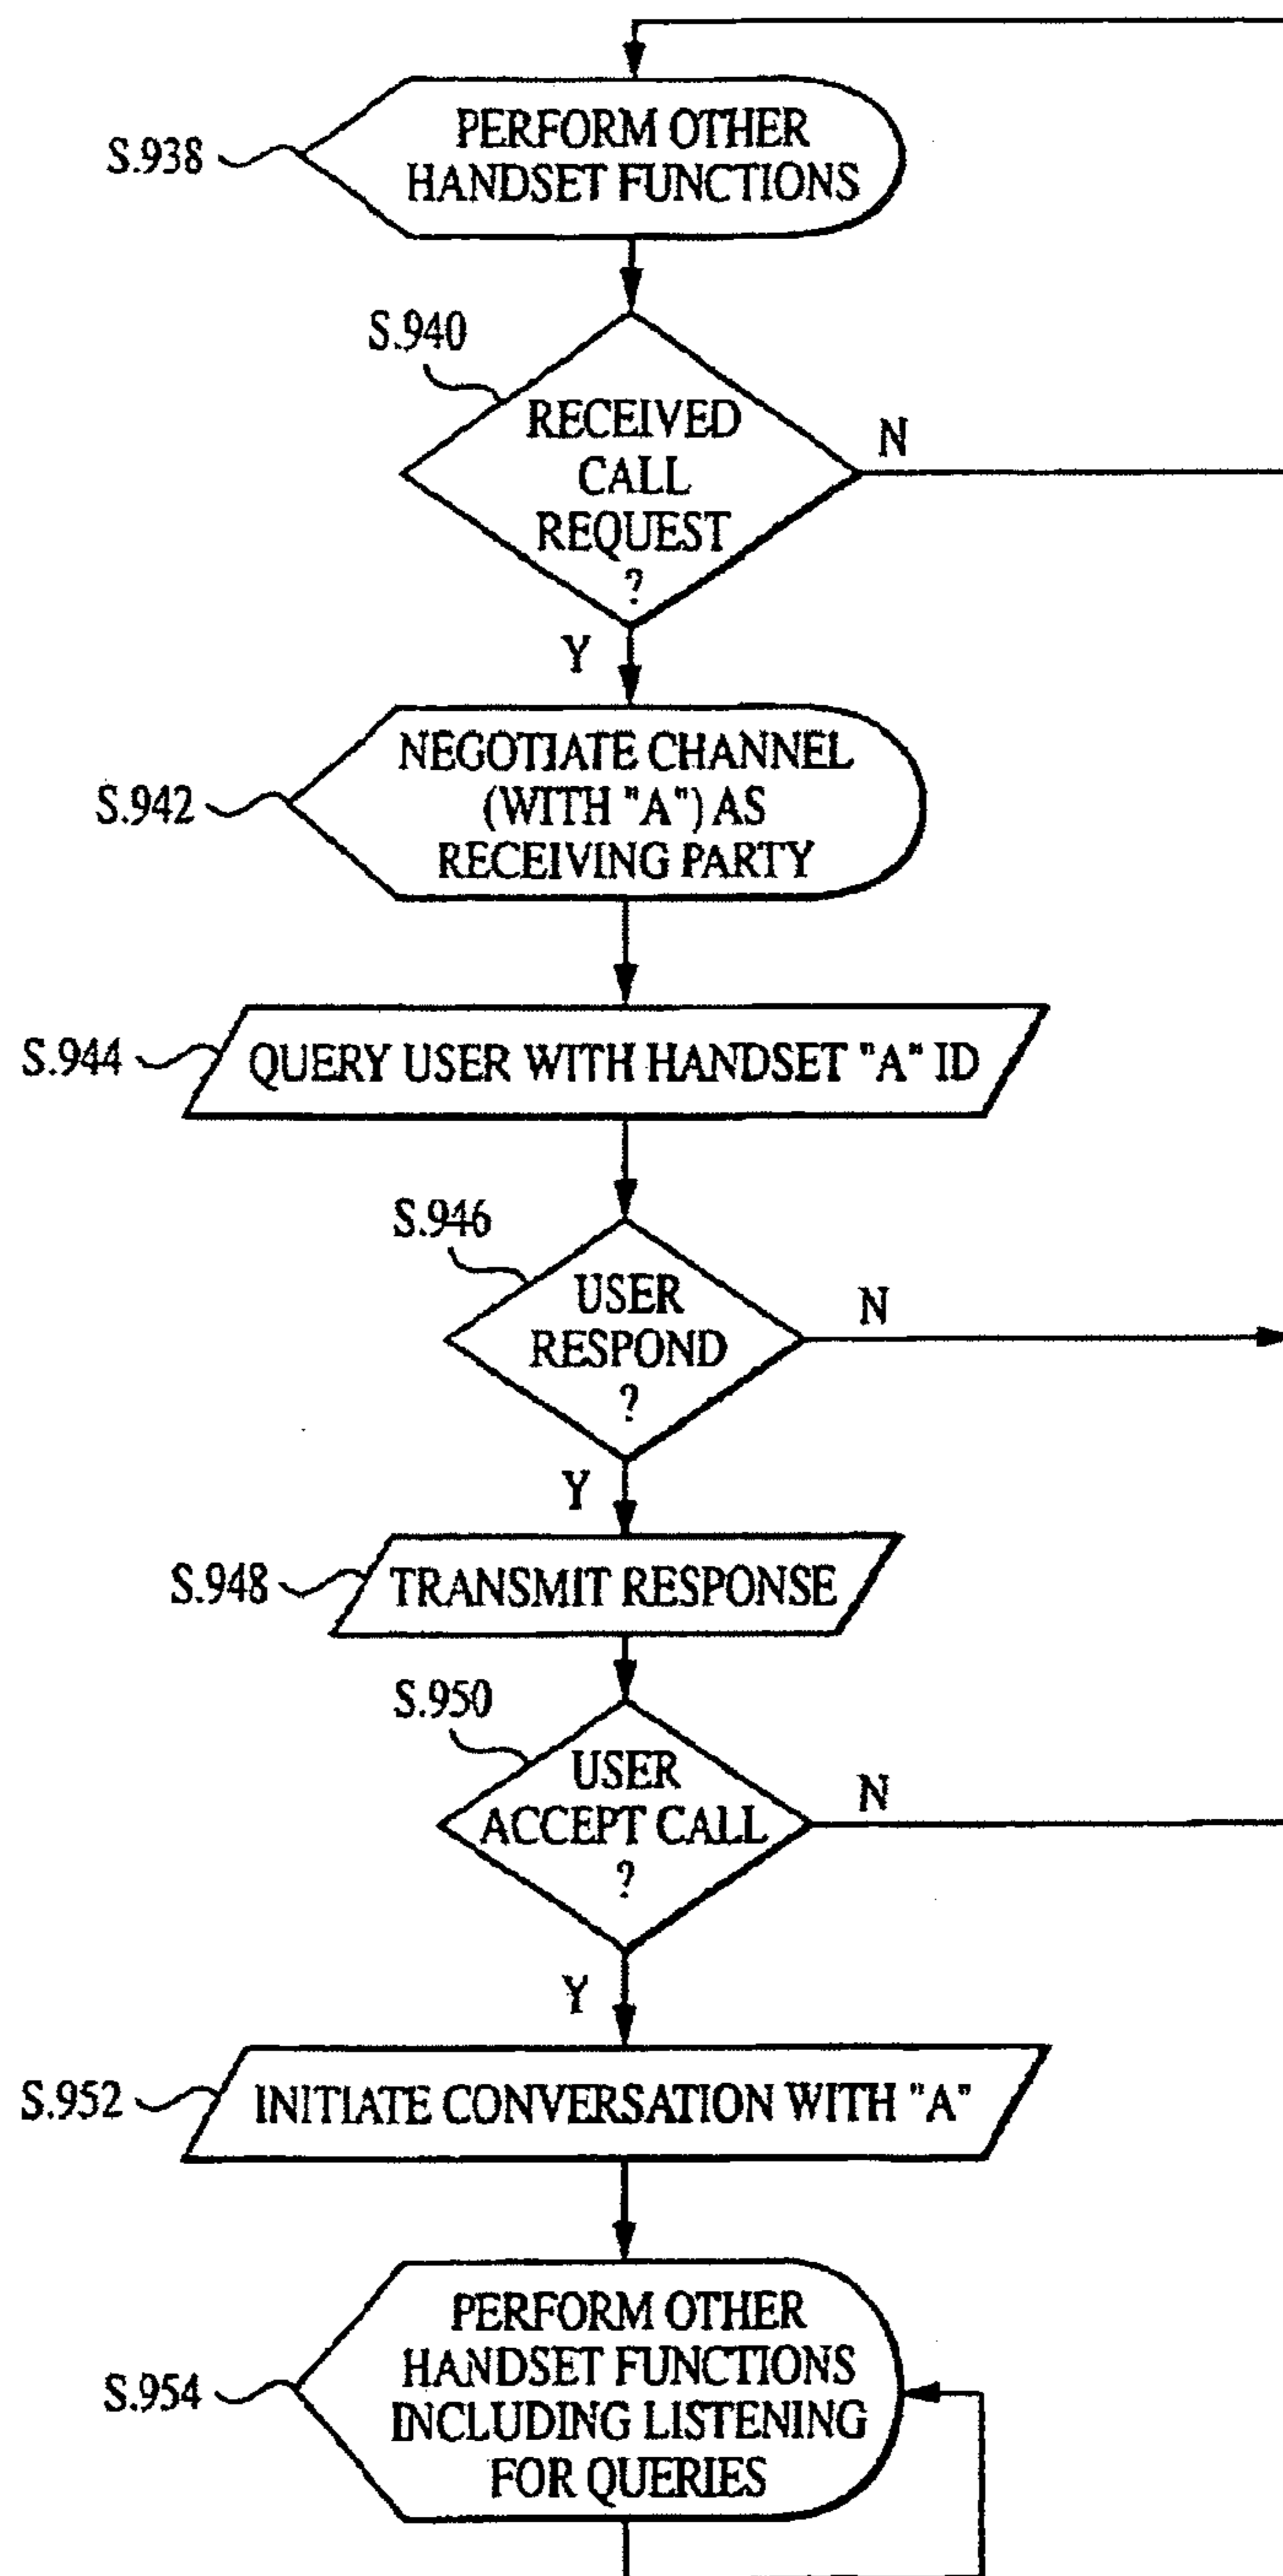 S.938
PERFORM OTHER
HANDSET FUNCTIONS
S.940
RECEIVED
CALL
REQUEST
?
N
Y
S.942
NEGOTIATE CHANNEL
(WITH "A") AS
RECEIVING PARTY
S.944
QUERY USER WITH HANDSET "A" ID
S.946
USER
RESPOND
?
N
Y
S.948
TRANSMIT RESPONSE
S.950
USER
ACCEPT CALL
?
N
Y
S.952
INITIATE CONVERSATION WITH "A"
S.954
PERFORM OTHER
HANDSET FUNCTIONS
INCLUDING LISTENING
FOR QUERIES